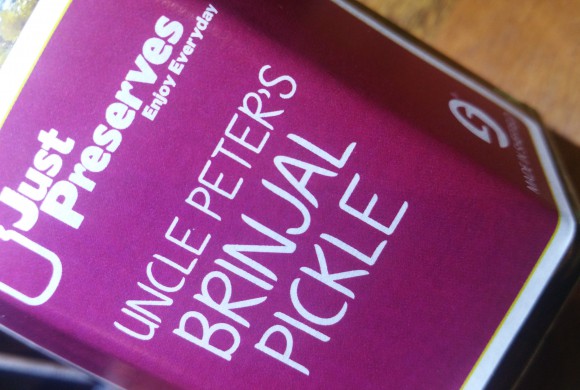 Just
Preserves
Enjoy Everyday
UNCLE PETER'S
BRINJAL
PICKLE